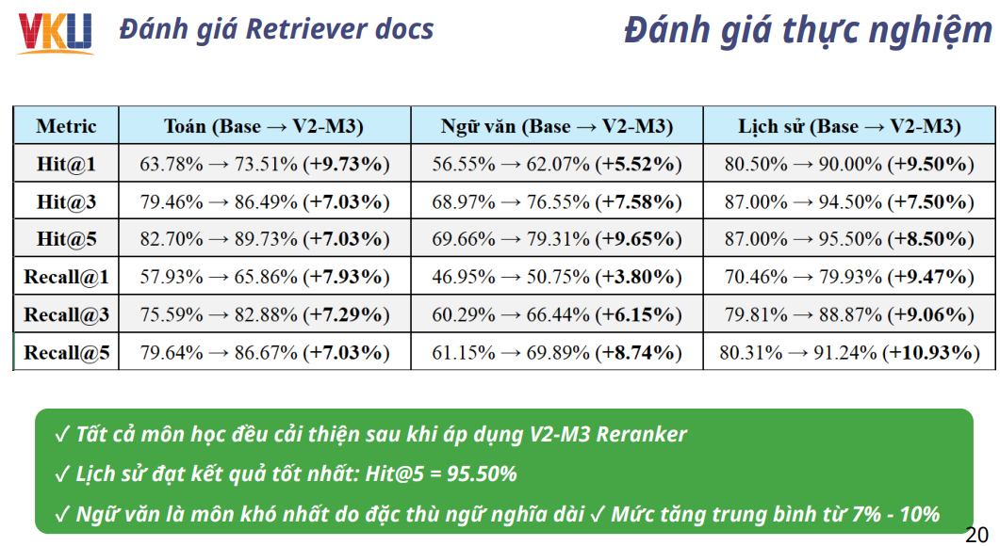 VKU Đánh giá Retriever docs Đánh giá thực nghiệm
Metric Toán (Base → V2-M3) Ngữ văn (Base → V2-M3) Lịch sử (Base → V2-M3)
Hit@1 63.78% → 73.51% (+9.73%) 56.55% → 62.07% (+5.52%) 80.50% → 90.00% (+9.50%)
Hit@3 79.46% → 86.49% (+7.03%) 68.97% → 76.55% (+7.58%) 87.00% → 94.50% (+7.50%)
Hit@5 82.70% → 89.73% (+7.03%) 69.66% → 79.31% (+9.65%) 87.00% → 95.50% (+8.50%)
Recall@1 57.93% → 65.86% (+7.93%) 46.95% → 50.75% (+3.80%) 70.46% → 79.93% (+9.47%)
Recall@3 75.59% → 82.88% (+7.29%) 60.29% → 66.44% (+6.15%) 79.81% → 88.87% (+9.06%)
Recall@5 79.64% → 86.67% (+7.03%) 61.15% → 69.89% (+8.74%) 80.31% → 91.24% (+10.93%)
✓ Tất cả môn học đều cải thiện sau khi áp dụng V2-M3 Reranker
✓ Lịch sử đạt kết quả tốt nhất: Hit@5 = 95.50%
✓ Ngữ văn là môn khó nhất do đặc thù ngữ nghĩa dài ✓ Mức tăng trung bình từ 7% - 10%
20